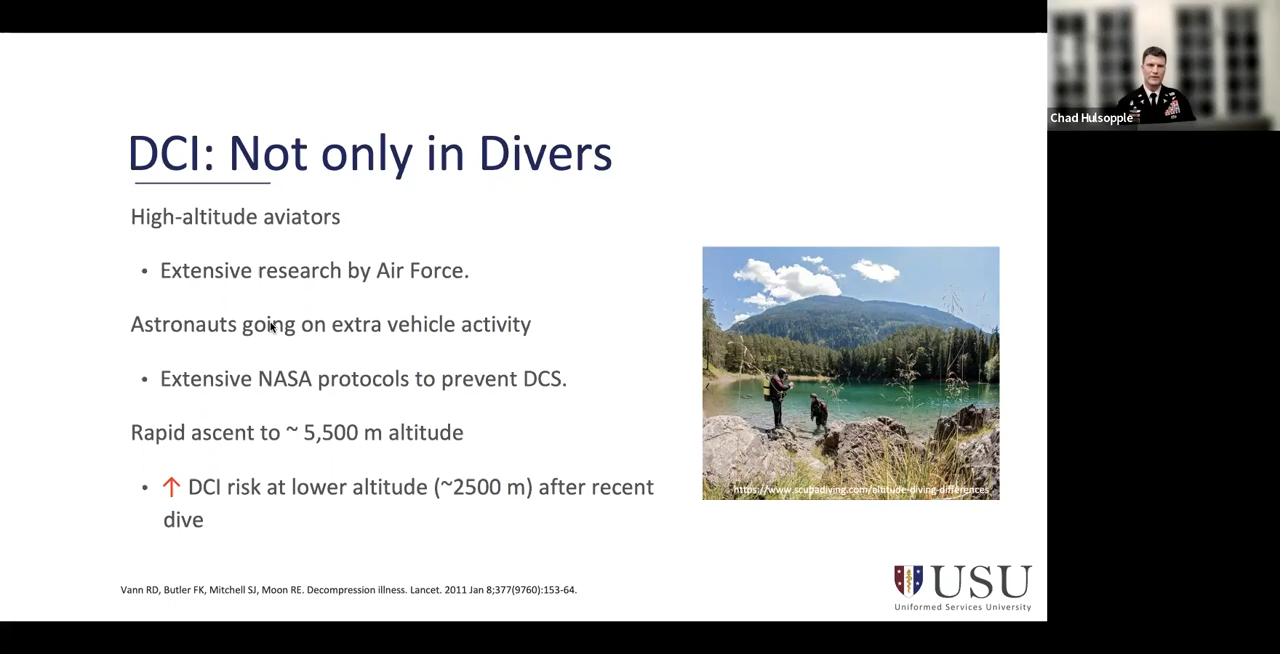 Chad Hulsopple
DCI: Not only in Divers
High-altitude aviators
• Extensive research by Air Force.
Astronauts going on extra vehicle activity
• Extensive NASA protocols to prevent DCS.
Rapid ascent to ~ 5,500 m altitude
• ↑ DCI risk at lower altitude (~2500 m) after recent
dive
https://www.scubadiving.com/altitude-diving-differences
Vann RD, Butler FK, Mitchell SJ, Moon RE. Decompression illness. Lancet. 2011 Jan 8;377(9760):153-64.
USU
Uniformed Services University